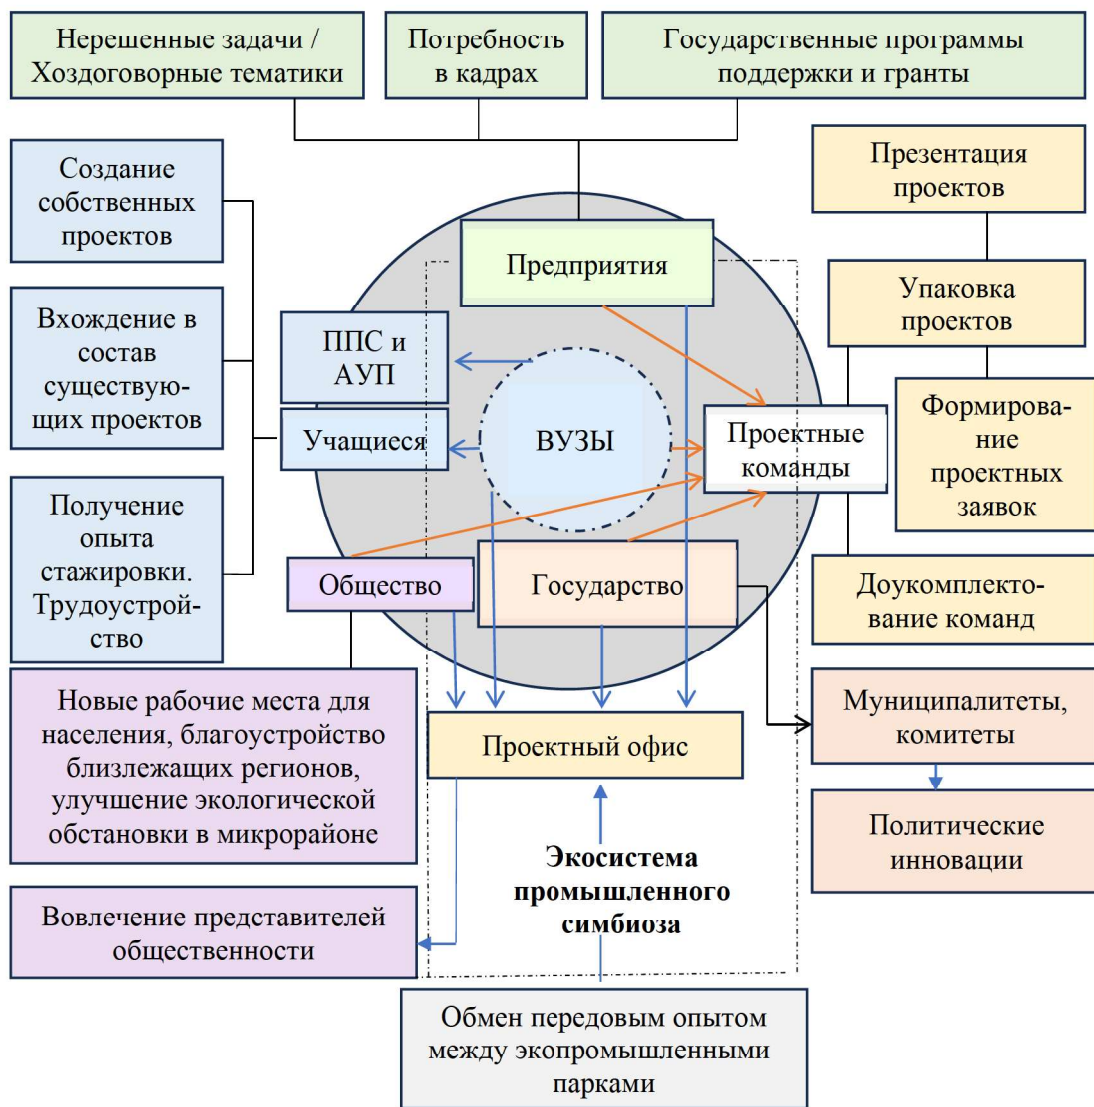 Нерешенные задачи /
Хоздоговорные тематики
Потребность
в кадрах
Государственные программы
поддержки и гранты
Создание
собственных
проектов
Презентация
проектов
Предприятия
Упаковка
проектов
Вхождение в
состав
существую-
щих проектов
ППС и
АУП
Учащиеся
ВУЗЫ
Проектные
команды
Формирова-
ние
проектных
заявок
Получение
опыта
стажировки.
Трудоустрой-
ство
Общество
Государство
Доукомплекто-
вание команд
Новые рабочие места для
населения, благоустройство
близлежащих регионов,
улучшение экологической
обстановки в микрорайоне
Проектный офис
Муниципалитеты,
комитеты
Политические
инновации
Экосистема
промышленного
симбиоза
Вовлечение представителей
общественности
Обмен передовым опытом
между экопромышленными
парками